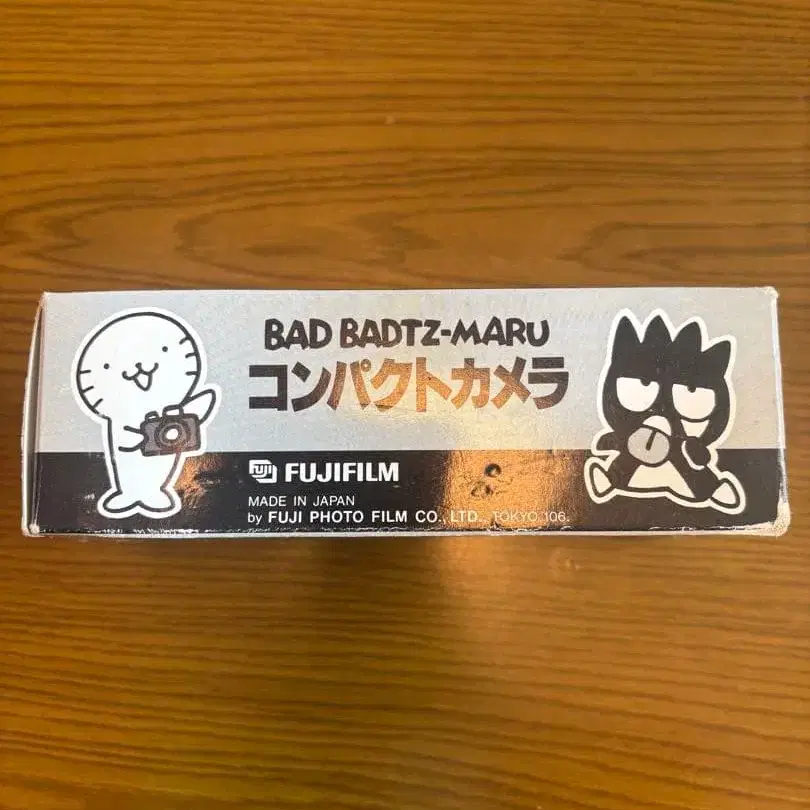 BAD BADTZ-MARU
コンパクトカメラ
FUJI FUJIFILM
MADE IN JAPAN
by FUJI PHOTO FILM CO., LTD. TOKYO 106.